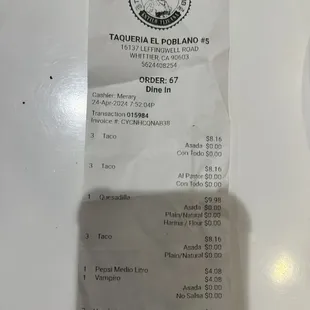 TAQUERIA EL POBLANO #5
16137 LEFFINGWELL ROAD
WHITTIER, CA 90603
5624408254
ORDER: 67
Dine In
Cashier: Merary
24-Apr-2024 7:52:04P
Transaction 015984
Invoice #: CYCNHCQNAB38
3 Taco $8.16
Asada $0.00
Con Todo $0.00
3 Taco $8.16
Al Pastor $0.00
Con Todo $0.00
1 Quesadilla $9.98
Asada $0.00
Plain/Natural $0.00
Harina / Flour $0.00
3 Taco $8.16
Asada $0.00
Plain/Natural $0.00
1 Pepsi Medio Litro $4.08
1 Vampiro $4.08
Asada $0.00
No Salsa $0.00